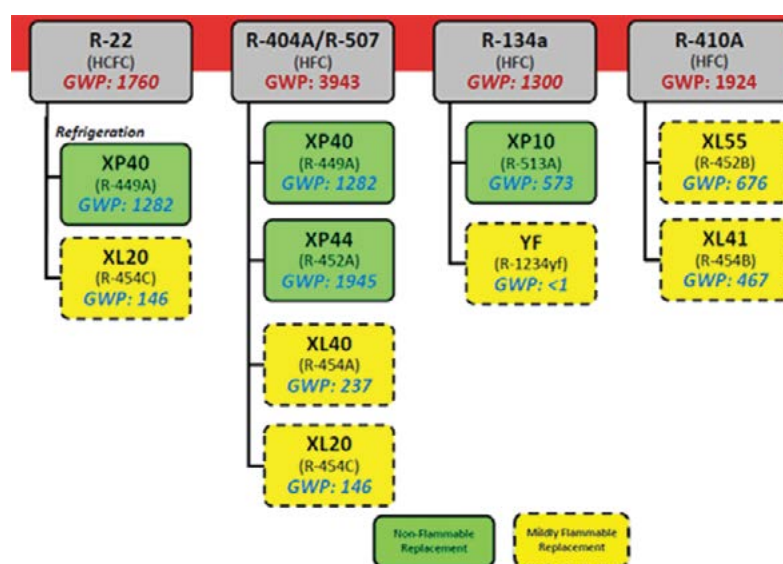 R-22
(HCFC)
GWP: 1760
Refrigeration
XP40
(R-449A)
GWP: 1282
XL20
(R-454C)
GWP: 146
R-404A/R-507
(HFC)
GWP: 3943
XP40
(R-449A)
GWP: 1282
XP44
(R-452A)
GWP: 1945
XL40
(R-454A)
GWP: 237
XL20
(R-454C)
GWP: 146
R-134a
(HFC)
GWP: 1300
XP10
(R-513A)
GWP: 573
YF
(R-1234yf)
GWP: <1
R-410A
(HFC)
GWP: 1924
XL55
(R-452B)
GWP: 676
XL41
(R-454B)
GWP: 467
Non-Flammable
Replacement
Mildly Flammable
Replacement